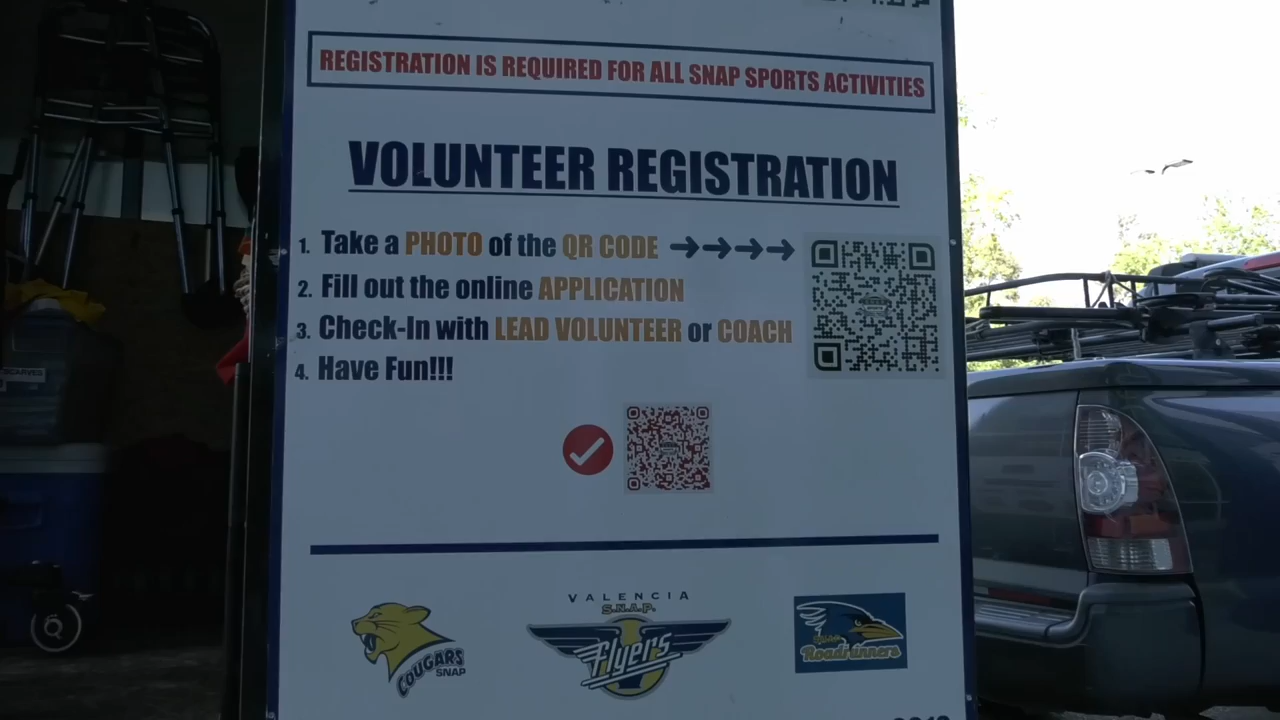 REGISTRATION IS REQUIRED FOR ALL SNAP SPORTS ACTIVITIES
VOLUNTEER REGISTRATION
1. Take a PHOTO of the QR CODE
2. Fill out the online APPLICATION
3. Check-In with LEAD VOLUNTEER or COACH
4. Have Fun!!!
VALENCIA
S.N.A.P.
Flyers
COUGARS
SNAP
Roadrunners
SCARVES